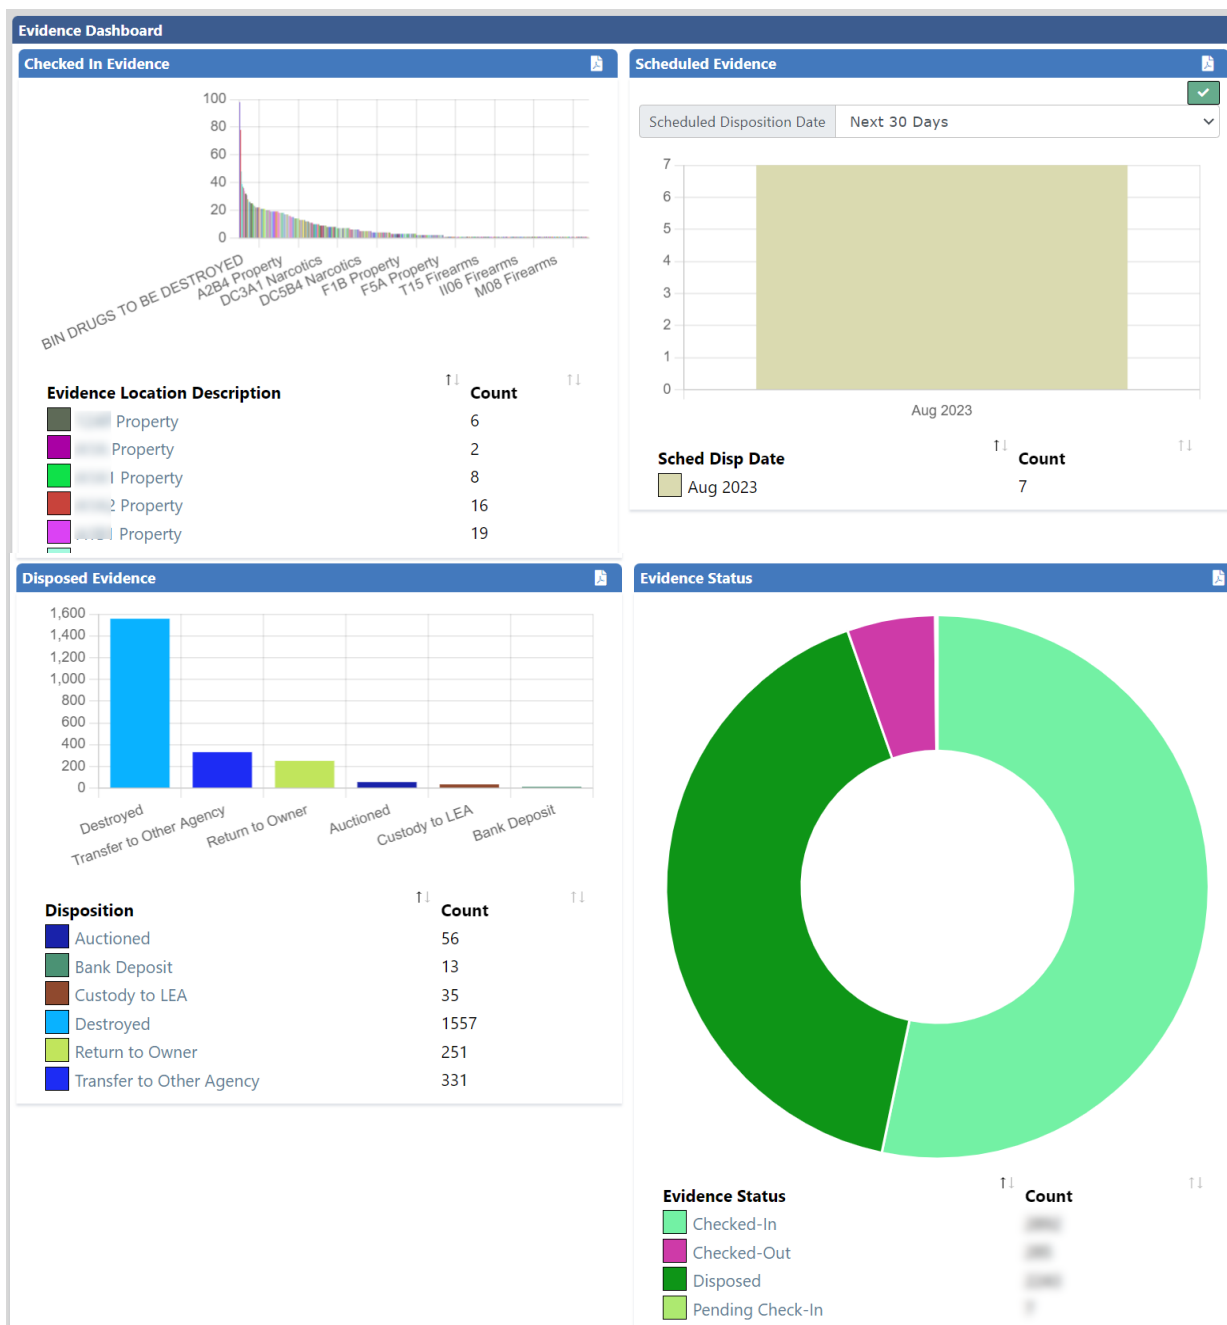 Evidence Dashboard
Checked In Evidence
100
80
60
40
20
0
BIN DRUGS TO BE DESTROYED
A2B4 Property
DC3A1 Narcotics
DC5B4 Narcotics
F1B Property
F5A Property
T15 Firearms
II06 Firearms
M08 Firearms
Evidence Location Description Count
Property 6
Property 2
Property 8
Property 16
Property 19
Scheduled Evidence
Scheduled Disposition Date Next 30 Days
7
6
5
4
3
2
1
0
Aug 2023
Sched Disp Date Count
Aug 2023 7
Disposed Evidence
1,600
1,400
1,200
1,000
800
600
400
200
0
Destroyed
Transfer to Other Agency
Return to Owner
Auctioned
Custody to LEA
Bank Deposit
Disposition Count
Auctioned 56
Bank Deposit 13
Custody to LEA 35
Destroyed 1557
Return to Owner 251
Transfer to Other Agency 331
Evidence Status
Evidence Status Count
Checked-In
Checked-Out
Disposed
Pending Check-In